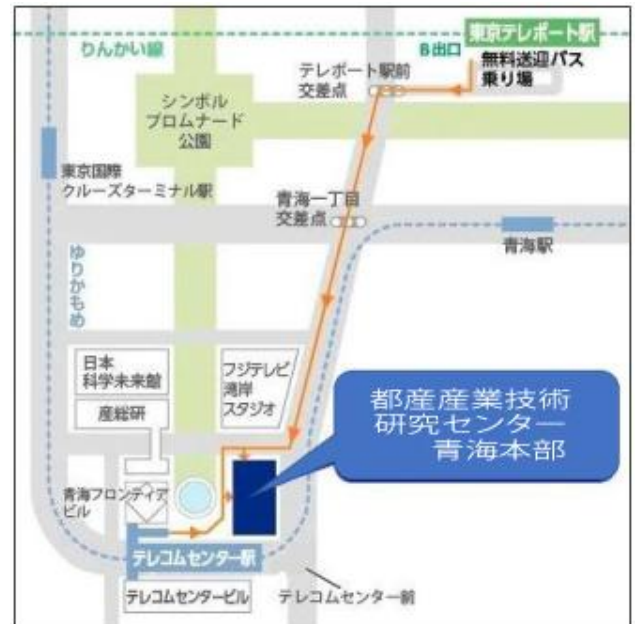 東京テレポート駅
りんかい線
B出口
無料送迎バス
乗り場
テレポート駅前
交差点
シンボル
プロムナード
公園
東京国際
クルーズターミナル駅
青海一丁目
交差点
青海駅
ゆりかもめ
日本
科学未来館
フジテレビ
湾岸
スタジオ
産総研
都産産業技術
研究センター
青海本部
青海フロンティア
ビル
テレコムセンター駅
テレコムセンタービル
テレコムセンター前